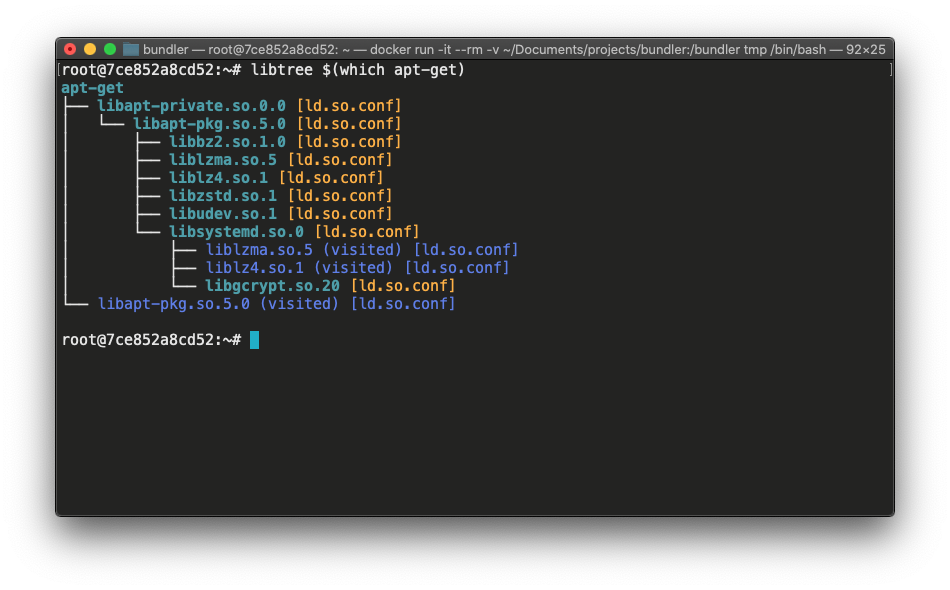 bundler — root@7ce852a8cd52: ~ — docker run -it --rm -v ~/Documents/projects/bundler:/bundler tmp /bin/bash — 92×25
[root@7ce852a8cd52:~# libtree $(which apt-get) ]
apt-get
├── libapt-private.so.0.0 [ld.so.conf]
│   └── libapt-pkg.so.5.0 [ld.so.conf]
│       ├── libbz2.so.1.0 [ld.so.conf]
│       ├── liblzma.so.5 [ld.so.conf]
│       ├── liblz4.so.1 [ld.so.conf]
│       ├── libzstd.so.1 [ld.so.conf]
│       ├── libudev.so.1 [ld.so.conf]
│       └── libsystemd.so.0 [ld.so.conf]
│           ├── liblzma.so.5 (visited) [ld.so.conf]
│           ├── liblz4.so.1 (visited) [ld.so.conf]
│           └── libgcrypt.so.20 [ld.so.conf]
└── libapt-pkg.so.5.0 (visited) [ld.so.conf]
root@7ce852a8cd52:~#